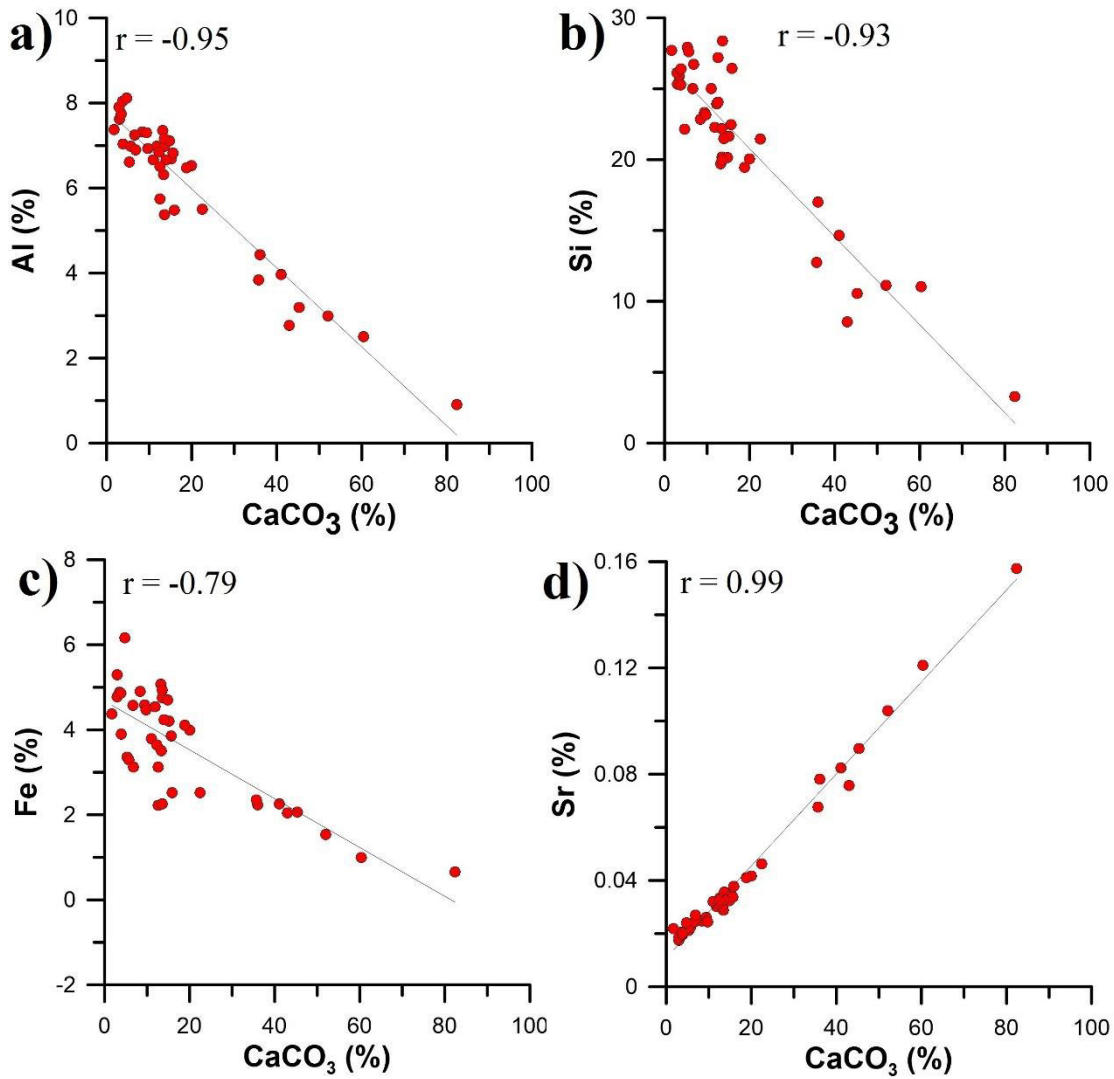 a)
r = -0.95
10
8
6
4
2
0
Al (%)
0 20 40 60 80 100
CaCO₃ (%)
b)
r = -0.93
30
20
10
0
Si (%)
0 20 40 60 80 100
CaCO₃ (%)
c)
r = -0.79
8
6
4
2
0
-2
Fe (%)
0 20 40 60 80 100
CaCO₃ (%)
d)
r = 0.99
0.16
0.12
0.08
0.04
0
Sr (%)
0 20 40 60 80 100
CaCO₃ (%)